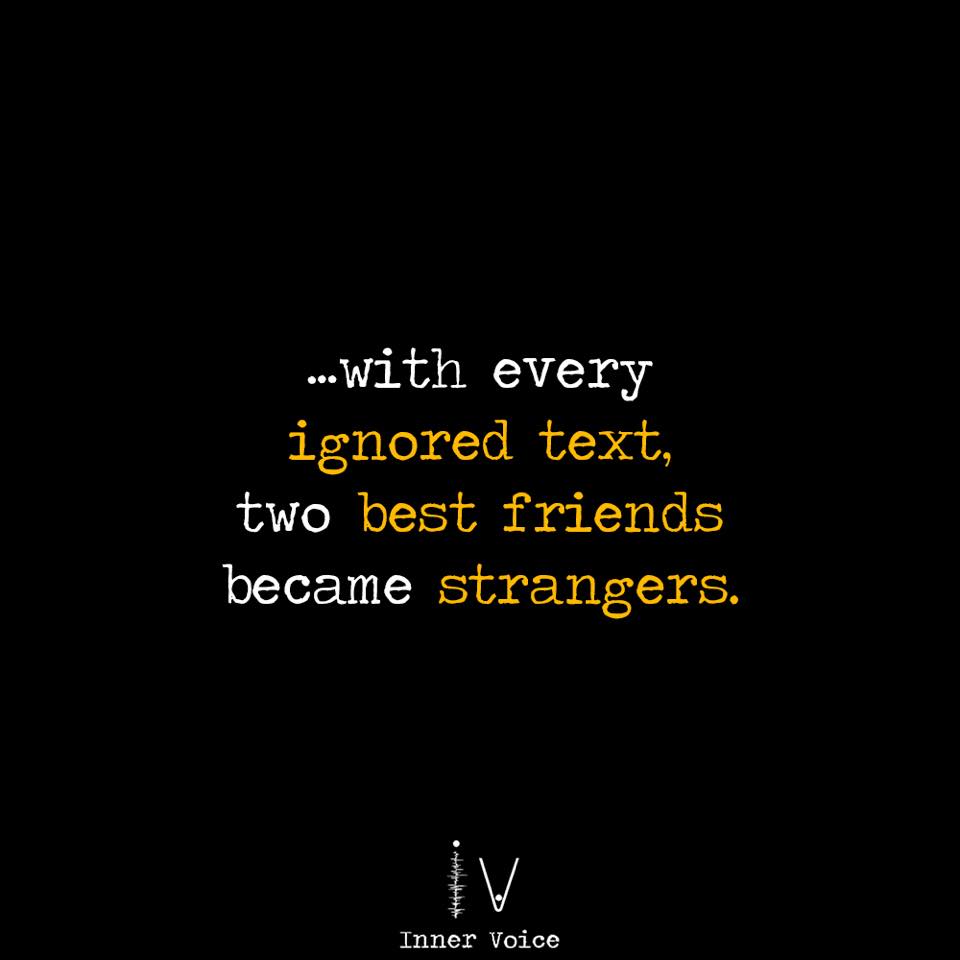 ...with every
ignored text,
two best friends
became strangers.
iv
Inner Voice